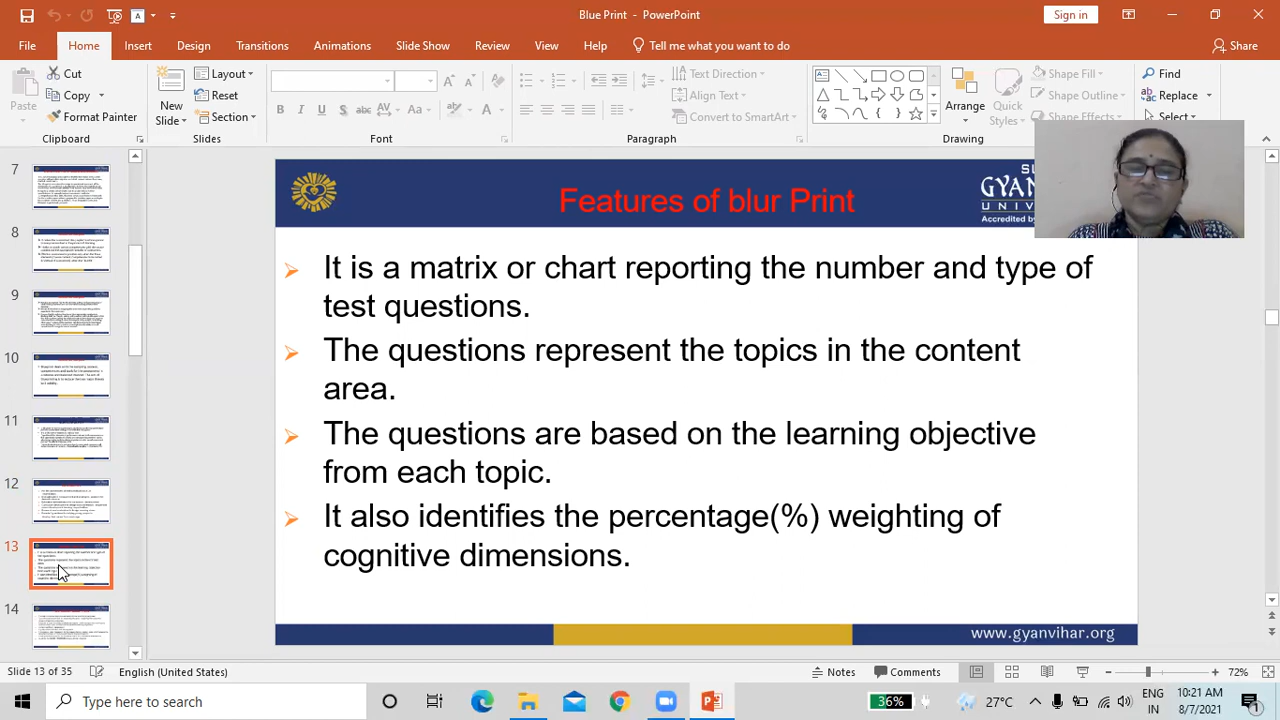 Blue Print - PowerPoint
Sign in
File Home Insert Design Transitions Animations Slide Show Review View Help Tell me what you want to do Share
Paste
Cut
Copy
Format Painter
Clipboard
New Slide
Layout
Reset
Section
Slides
B I U S abc AV Aa A
Font
Text Direction
Align Text
Convert to SmartArt
Paragraph
Arrange
Quick Styles
Shape Fill
Shape Outline
Shape Effects
Drawing
Find
Replace
Select
7
8
9
10
11
12
13
14
Features of blur Print
GYAN
UNIV
Accredited by
It is a matrix or chart reporting the number and type of
test questions.
The questions represent the topics in the content
area.
The questions are based on the learning objective
from each topic.
It also identifies the percentage(%) weighting of
cognitive dimensions.
www.gyanvihar.org
Slide 13 of 35 English (United States) Notes Comments 72%
Type here to search
36%
27°C
ENG
IN
10:21 AM
8/7/2021
1